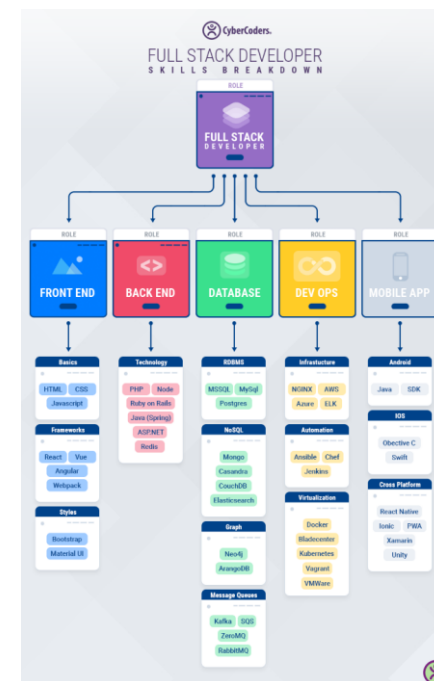 CyberCoders.
FULL STACK DEVELOPER
SKILLS BREAKDOWN
ROLE
FULL STACK
DEVELOPER
ROLE
FRONT END
ROLE
BACK END
ROLE
DATABASE
ROLE
DEV OPS
ROLE
MOBILE APP
Basics
HTML CSS
Javascript
Frameworks
React Vue
Angular
Webpack
Styles
Bootstrap
Material UI
Technology
PHP Node
Ruby on Rails
Java (Spring)
ASP.NET
Redis
RDBMS
MSSQL MySql
Postgres
NoSQL
Mongo
Casandra
CouchDB
Elasticsearch
Graph
Neo4j
ArangoDB
Message Queues
Kafka SQS
ZeroMQ
RabbitMQ
Infrastucture
NGINX AWS
Azure ELK
Automation
Ansible Chef
Jenkins
Virtualization
Docker
Bladecenter
Kubernetes
Vagrant
VMWare
Android
Java SDK
IOS
Obective C
Swift
Cross Platform
React Native
Ionic PWA
Xamarin
Unity